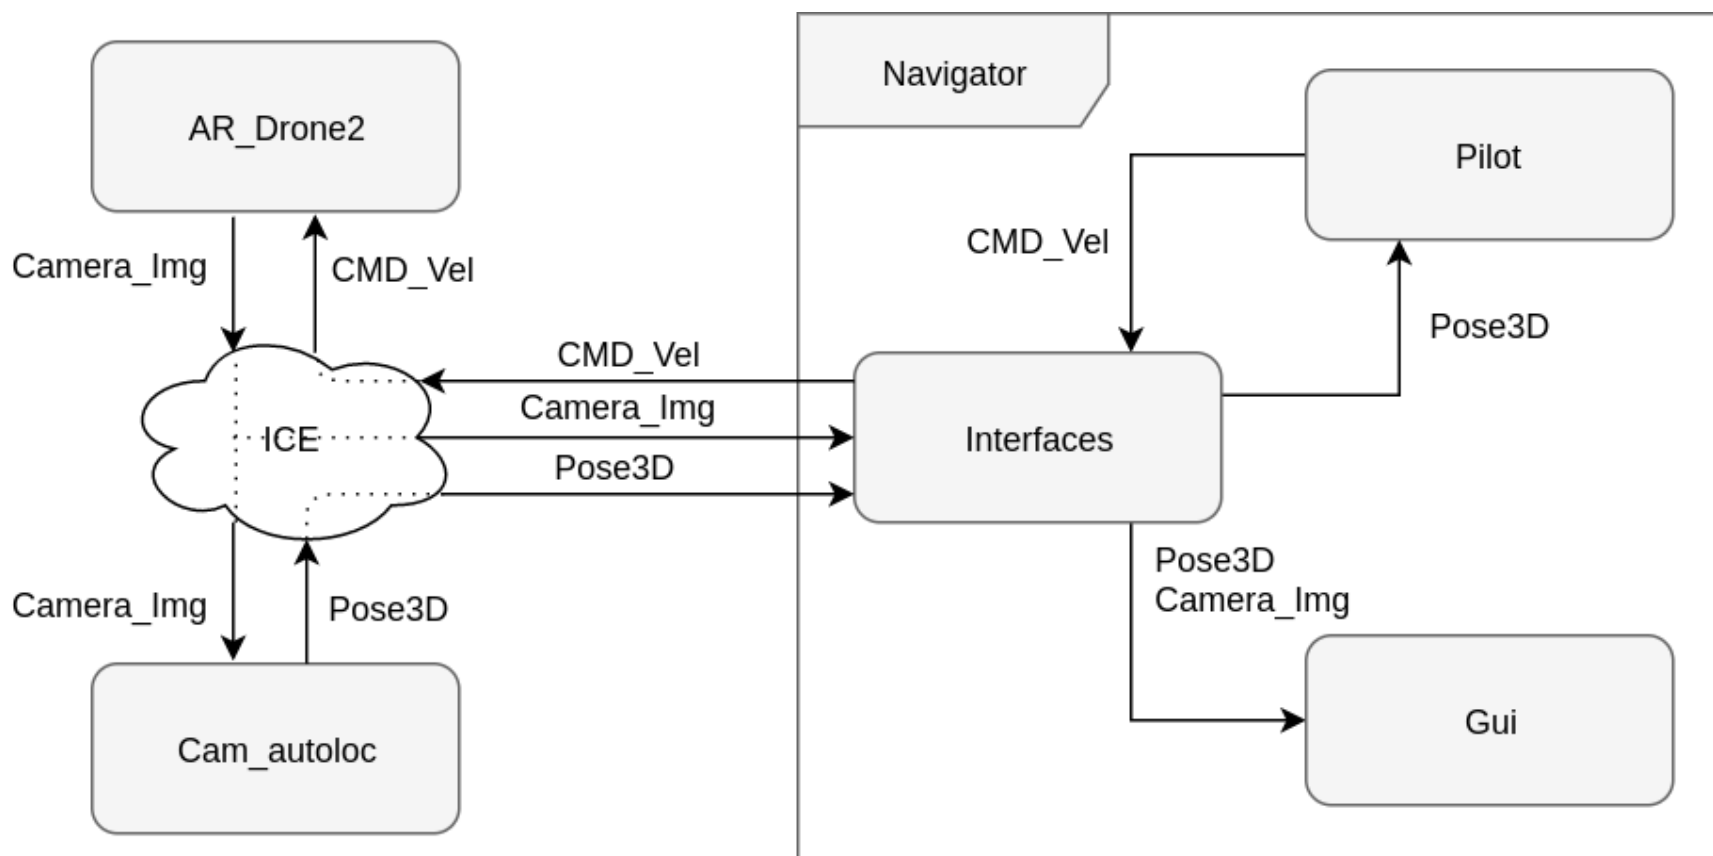 AR_Drone2
Navigator
Pilot
Camera_Img
CMD_Vel
CMD_Vel
Pose3D
CMD_Vel
Camera_Img
ICE
Interfaces
Pose3D
Camera_Img
Pose3D
Pose3D
Camera_Img
Cam_autoloc
Gui